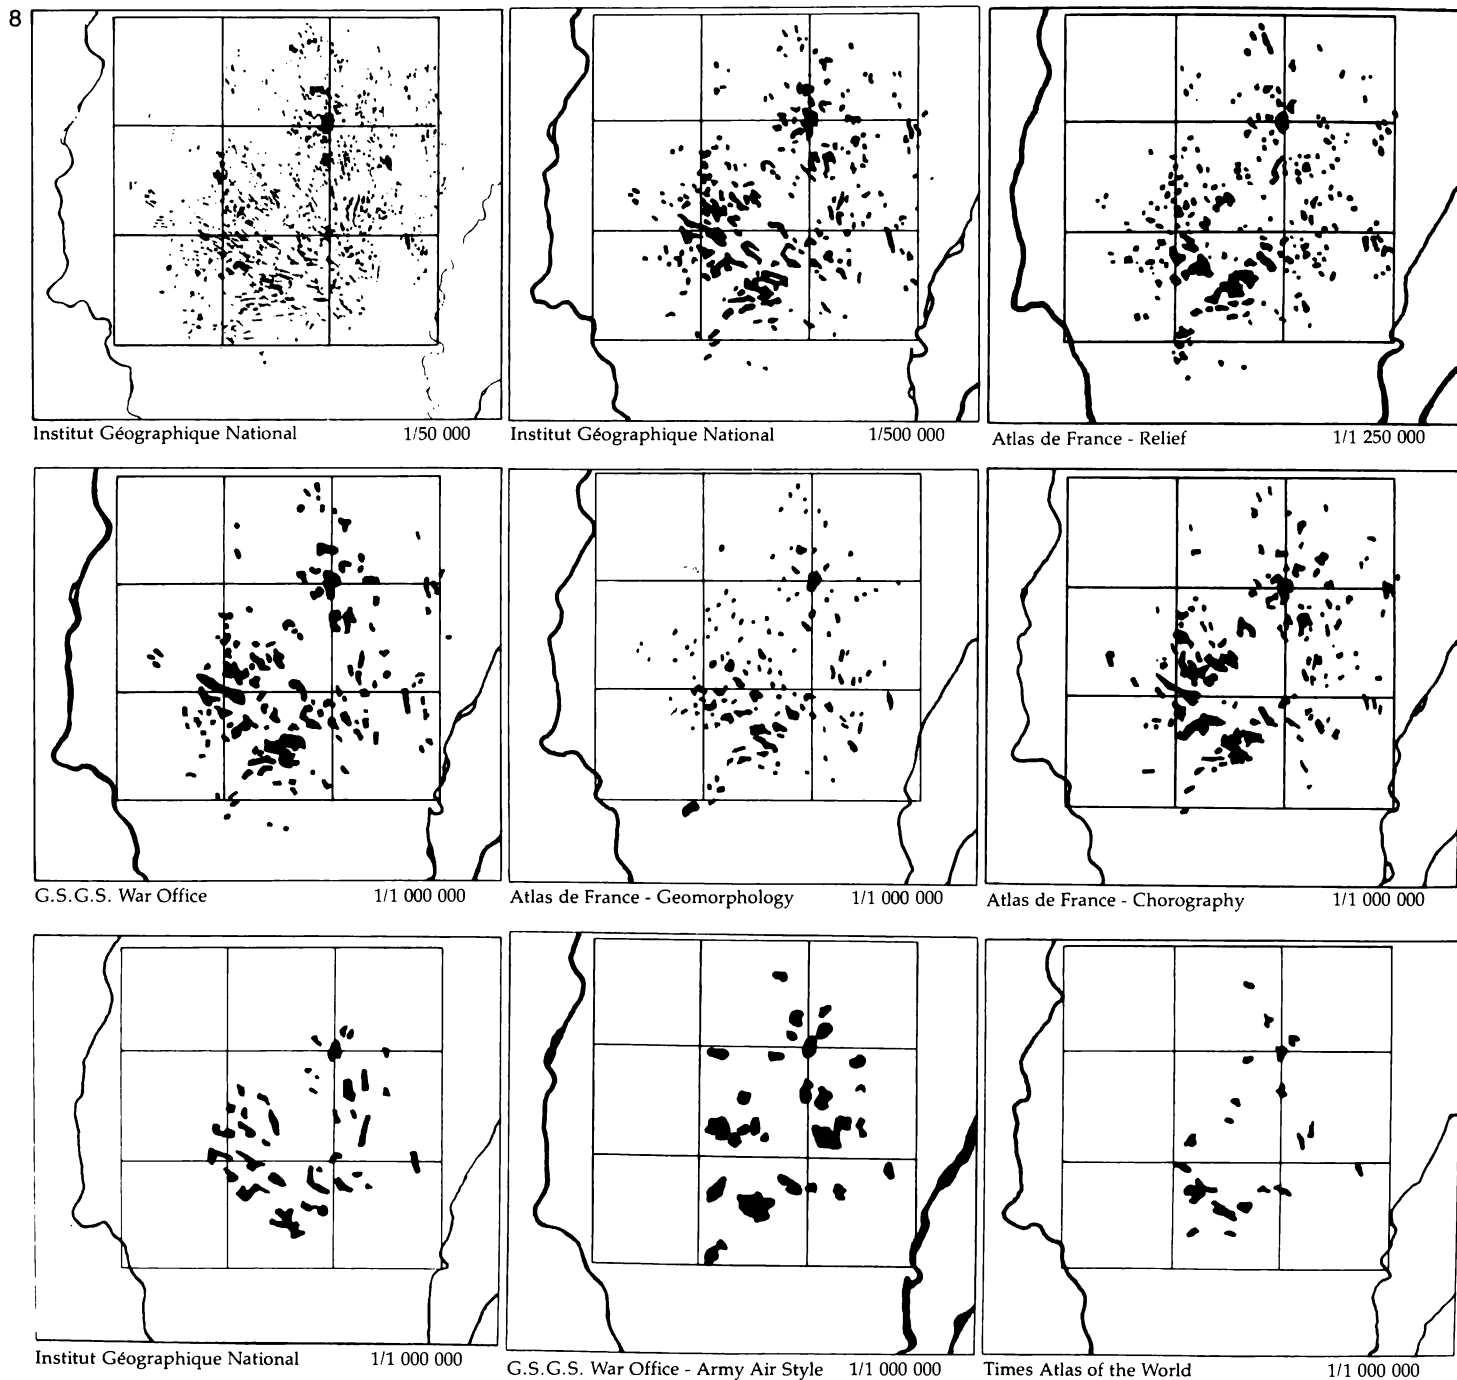 8
Institut Géographique National 1/50 000
Institut Géographique National 1/500 000
Atlas de France - Relief 1/1 250 000
G.S.G.S. War Office 1/1 000 000
Atlas de France - Geomorphology 1/1 000 000
Atlas de France - Chorography 1/1 000 000
Institut Géographique National 1/1 000 000
G.S.G.S. War Office - Army Air Style 1/1 000 000
Times Atlas of the World 1/1 000 000